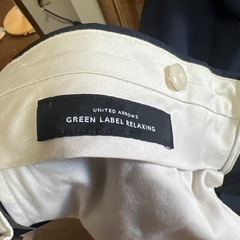 UNITED ARROWS
GREEN LABEL RELAXING